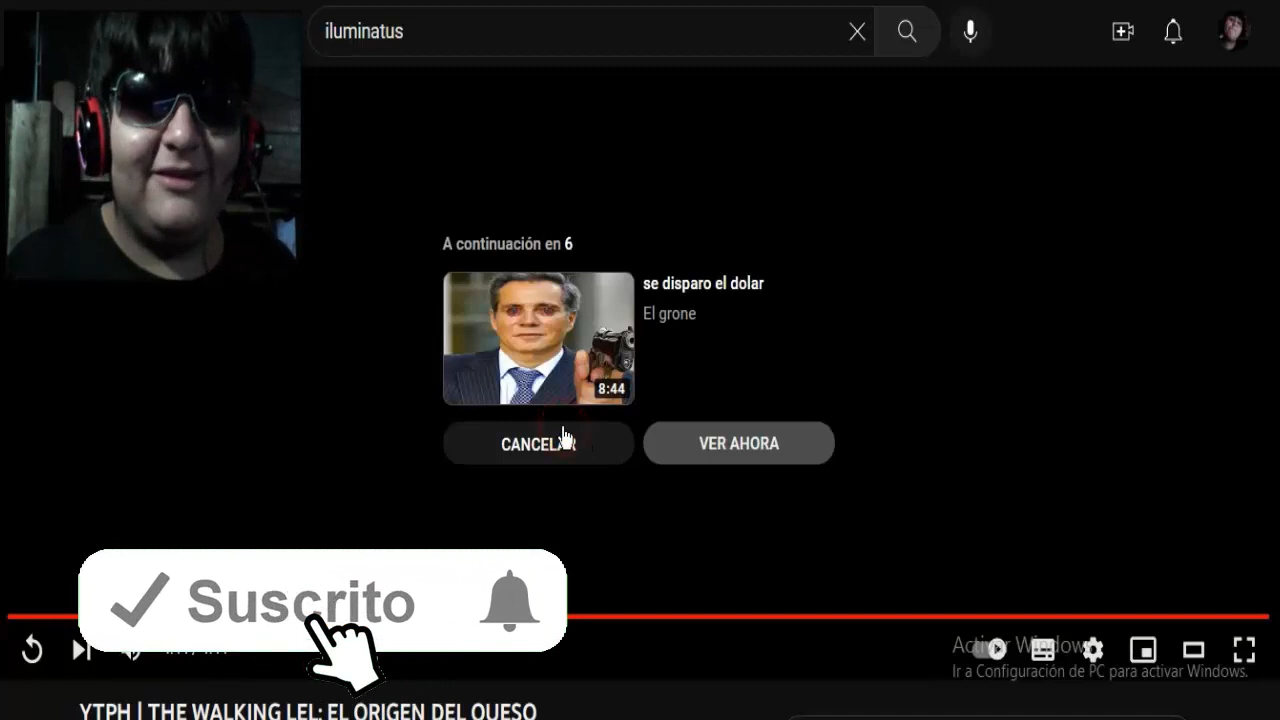 iluminatus
A continuación en 6
se disparo el dolar
El grone
8:44
CANCELAR
VER AHORA
Suscrito
Activar Windows
Ir a Configuración de PC para activar Windows.
YTPH | THE WALKING LEL: EL ORIGEN DEL QUESO